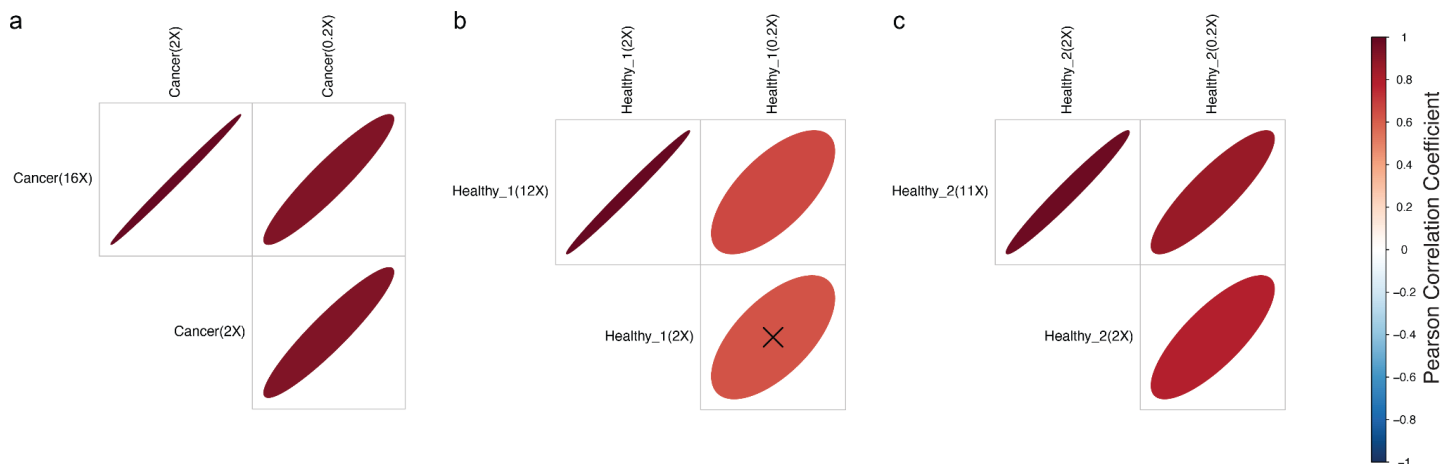 a
Cancer(2X)
Cancer(0.2X)
Cancer(16X)
Cancer(2X)
b
Healthy_1(2X)
Healthy_1(0.2X)
Healthy_1(12X)
Healthy_1(2X)
c
Healthy_2(2X)
Healthy_2(0.2X)
Healthy_2(11X)
Healthy_2(2X)
1
0.8
0.6
0.4
0.2
0
−0.2
−0.4
−0.6
−0.8
−1
Pearson Correlation Coefficient